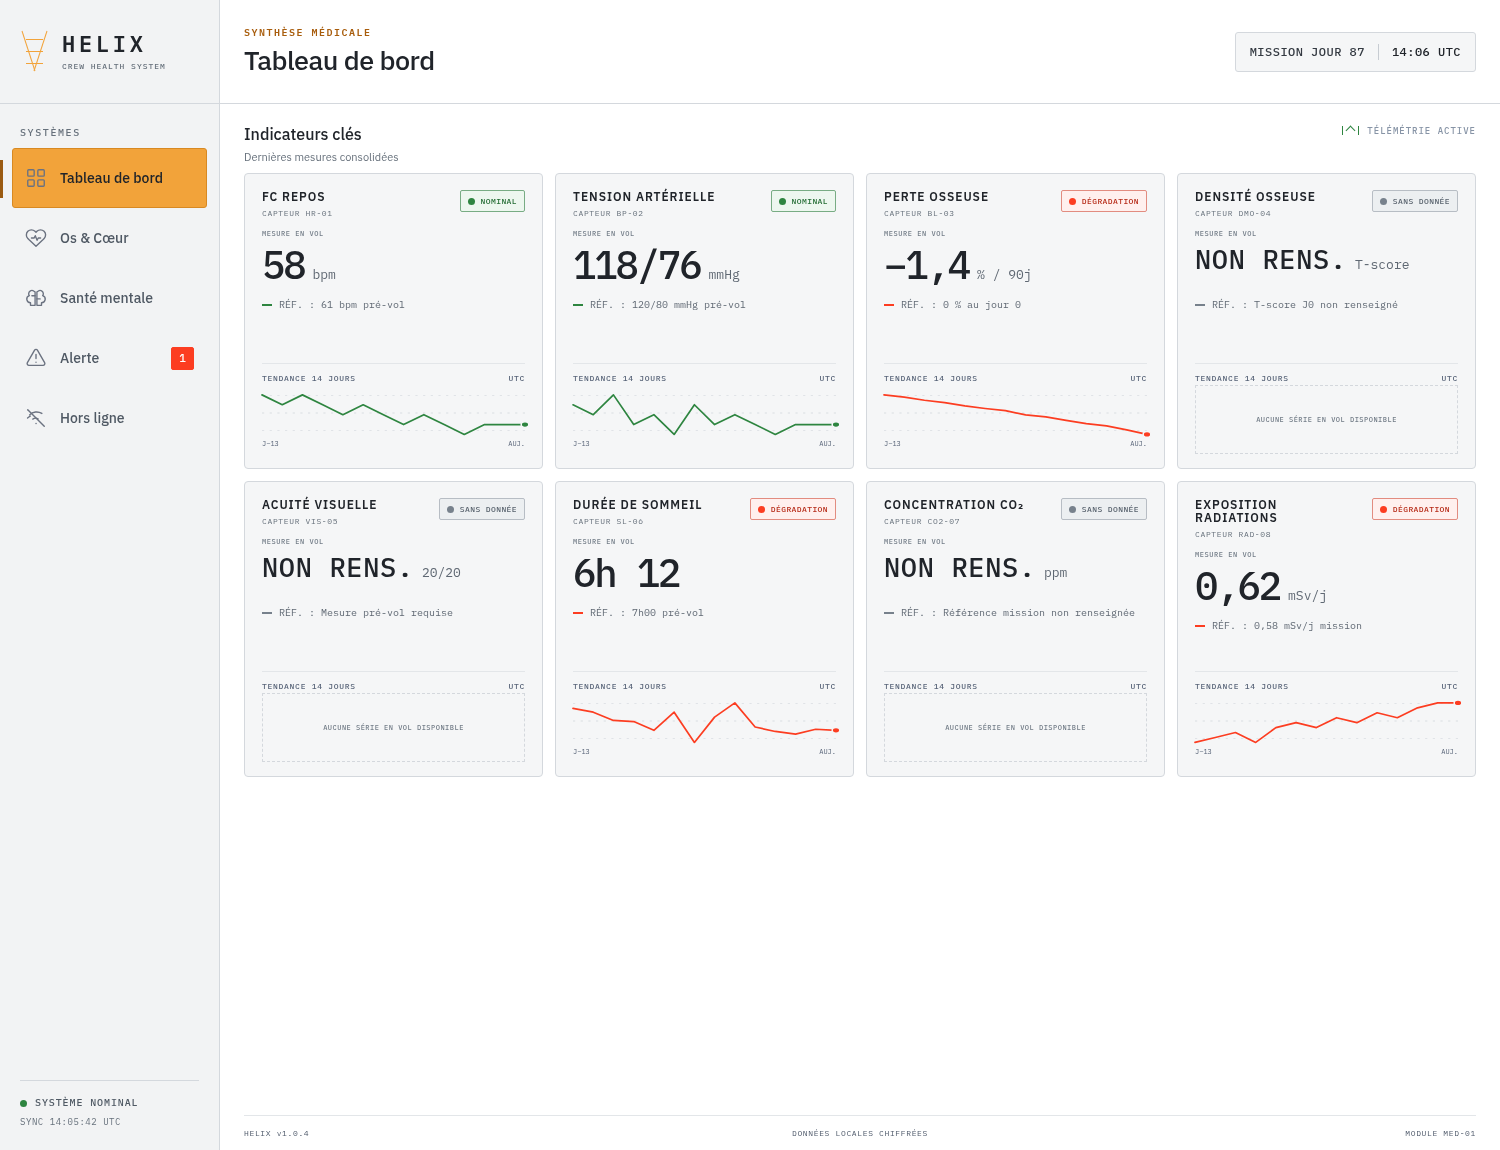 HELIX
CREW HEALTH SYSTEM
SYNTHÈSE MÉDICALE
Tableau de bord
MISSION JOUR 87
14:06 UTC
SYSTÈMES
Tableau de bord
Os & Cœur
Santé mentale
Alerte
1
Hors ligne
SYSTÈME NOMINAL
SYNC 14:05:42 UTC
Indicateurs clés
Dernières mesures consolidées
TÉLÉMÉTRIE ACTIVE
FC REPOS
NOMINAL
CAPTEUR HR-01
MESURE EN VOL
58 bpm
RÉF. : 61 bpm pré-vol
TENDANCE 14 JOURS
UTC
J-13
AUJ.
TENSION ARTÉRIELLE
NOMINAL
CAPTEUR BP-02
MESURE EN VOL
118/76 mmHg
RÉF. : 120/80 mmHg pré-vol
TENDANCE 14 JOURS
UTC
J-13
AUJ.
PERTE OSSEUSE
DÉGRADATION
CAPTEUR BL-03
MESURE EN VOL
−1,4 % / 90j
RÉF. : 0 % au jour 0
TENDANCE 14 JOURS
UTC
J-13
AUJ.
DENSITÉ OSSEUSE
SANS DONNÉE
CAPTEUR DMO-04
MESURE EN VOL
NON RENS. T-score
RÉF. : T-score J0 non renseigné
TENDANCE 14 JOURS
UTC
AUCUNE SÉRIE EN VOL DISPONIBLE
ACUITÉ VISUELLE
SANS DONNÉE
CAPTEUR VIS-05
MESURE EN VOL
NON RENS. 20/20
RÉF. : Mesure pré-vol requise
TENDANCE 14 JOURS
UTC
AUCUNE SÉRIE EN VOL DISPONIBLE
DURÉE DE SOMMEIL
DÉGRADATION
CAPTEUR SL-06
MESURE EN VOL
6h 12
RÉF. : 7h00 pré-vol
TENDANCE 14 JOURS
UTC
J-13
AUJ.
CONCENTRATION CO₂
SANS DONNÉE
CAPTEUR CO2-07
MESURE EN VOL
NON RENS. ppm
RÉF. : Référence mission non renseignée
TENDANCE 14 JOURS
UTC
AUCUNE SÉRIE EN VOL DISPONIBLE
EXPOSITION
RADIATIONS
DÉGRADATION
CAPTEUR RAD-08
MESURE EN VOL
0,62 mSv/j
RÉF. : 0,58 mSv/j mission
TENDANCE 14 JOURS
UTC
J-13
AUJ.
HELIX v1.0.4
DONNÉES LOCALES CHIFFRÉES
MODULE MED-01